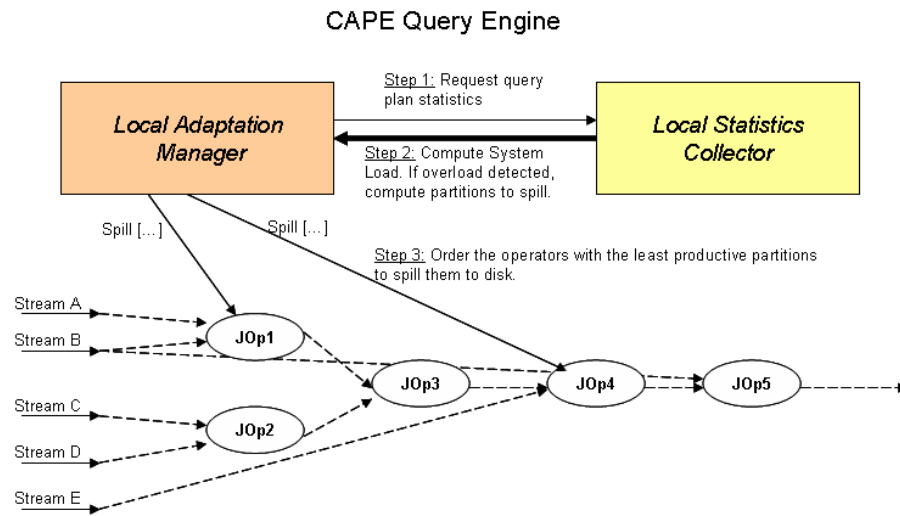 CAPE Query Engine
Step 1: Request query
plan statistics
Local Adaptation
Manager
Local Statistics
Collector
Step 2: Compute System
Load. If overload detected,
compute partitions to spill.
Spill [...]
Spill [...]
Step 3: Order the operators with the least productive partitions
to spill them to disk.
Stream A
Stream B
JOp1
JOp3
JOp4
JOp5
Stream C
JOp2
Stream D
Stream E